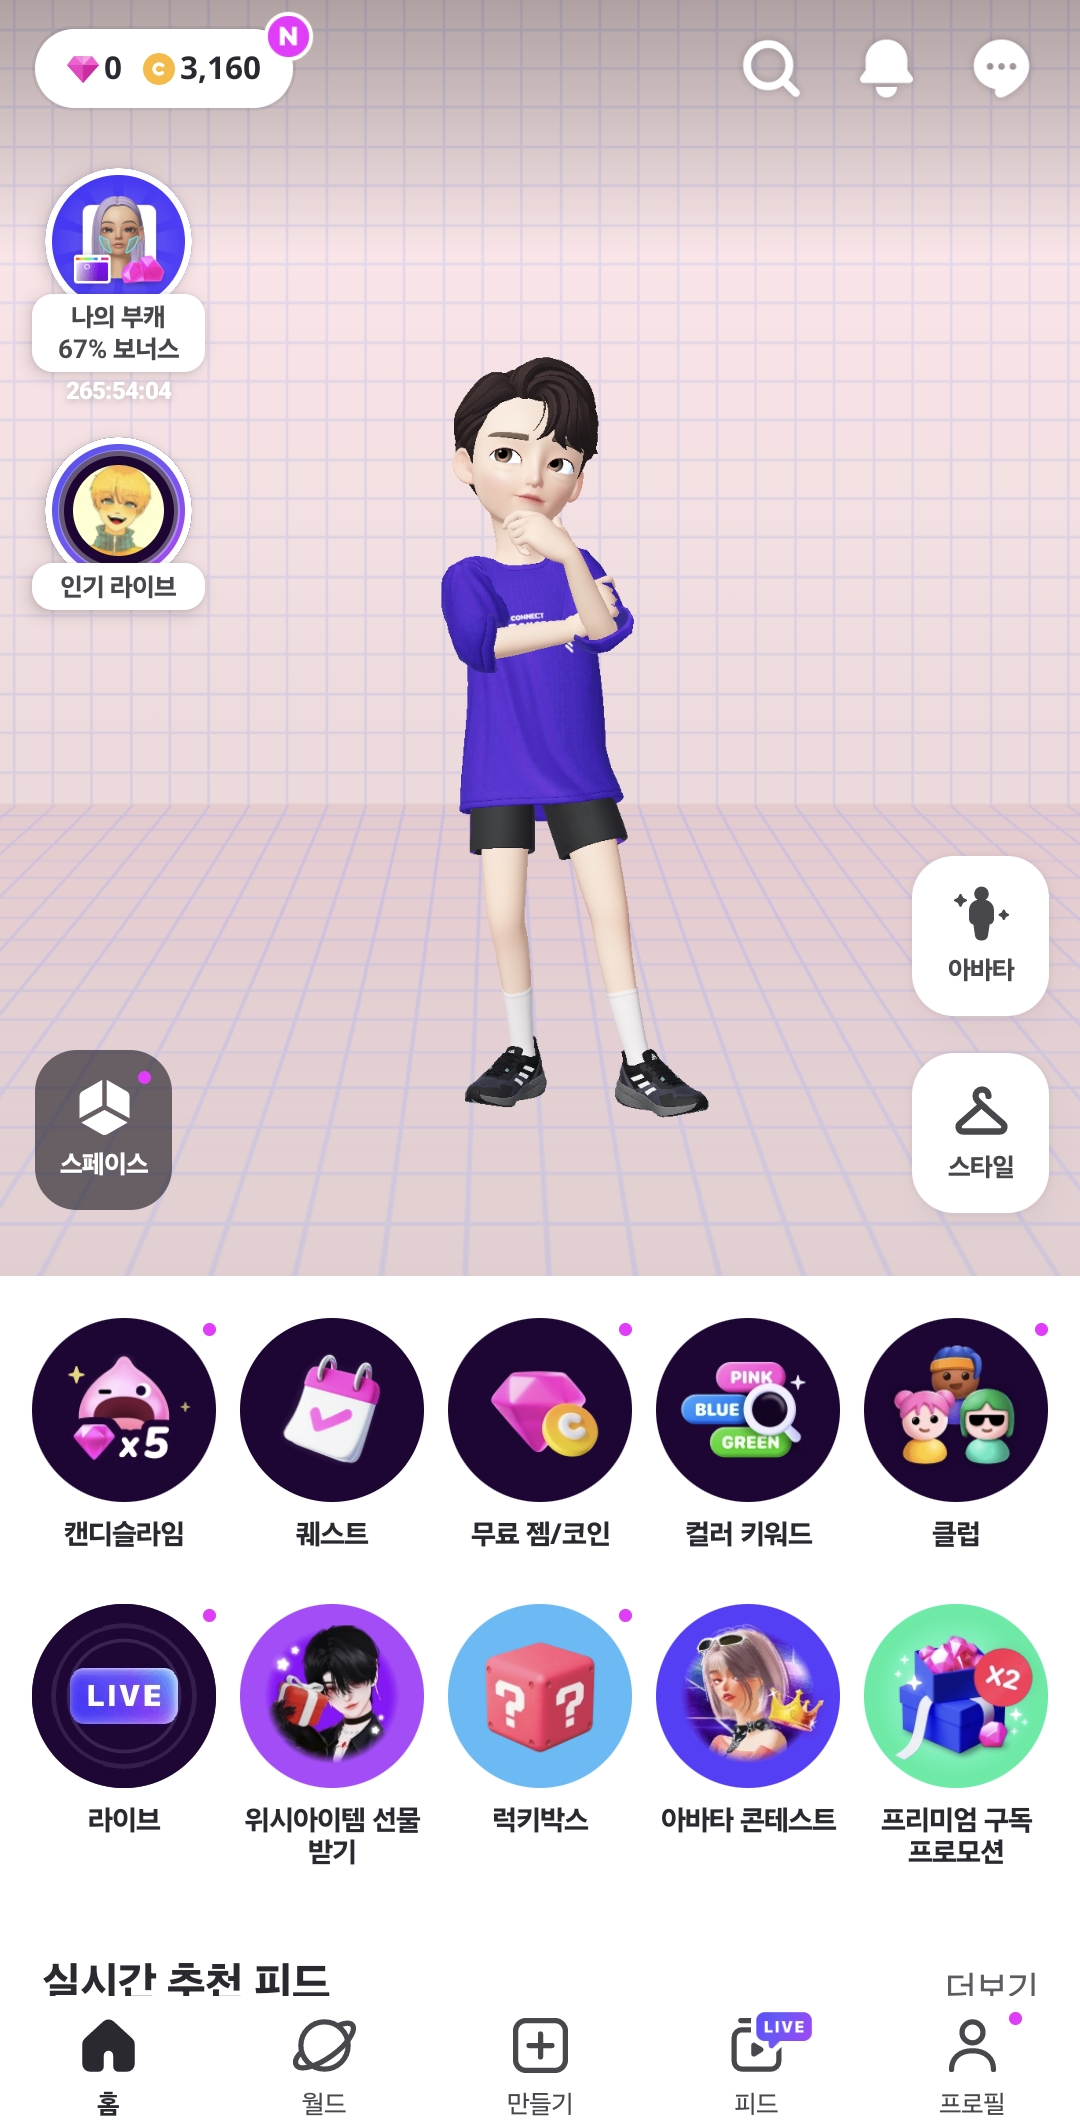 0 C 3,160 N
나의 부캐
67% 보너스
265:54:04
인기 라이브
CONNECT
아바타
스페이스
스타일
x5
C
PINK
BLUE
GREEN
캔디슬라임
퀘스트
무료 젬/코인
컬러 키워드
클럽
LIVE
? ?
X2
라이브
위시아이템 선물
받기
럭키박스
아바타 콘테스트
프리미엄 구독
프로모션
실시간 추천 피드
더보기
LIVE
홈
월드
만들기
피드
프로필